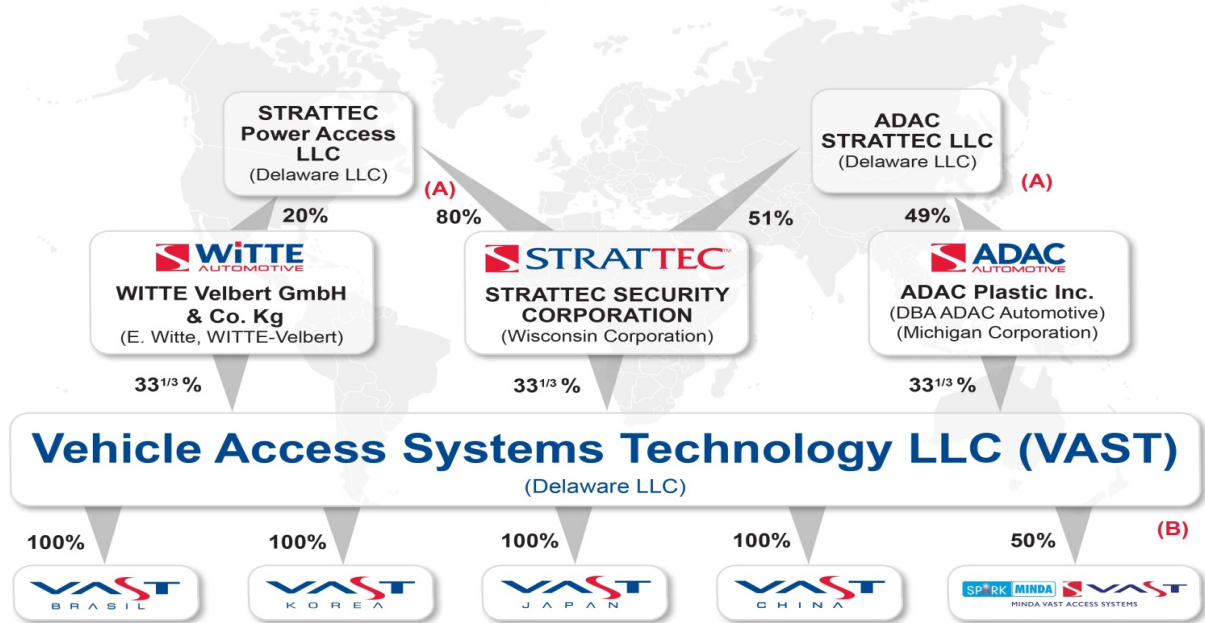 STRATTEC
Power Access
LLC
(Delaware LLC)
(A)
20%
80%
ADAC
STRATTEC LLC
(Delaware LLC)
(A)
51%
49%
WiTTE
AUTOMOTIVE
WITTE Velbert GmbH
& Co. Kg
(E. Witte, WITTE-Velbert)
STRATTEC™
STRATTEC SECURITY
CORPORATION
(Wisconsin Corporation)
ADAC
AUTOMOTIVE
ADAC Plastic Inc.
(DBA ADAC Automotive)
(Michigan Corporation)
33 1/3 %
33 1/3 %
33 1/3 %
Vehicle Access Systems Technology LLC (VAST)
(Delaware LLC)
100%
100%
100%
100%
50%
(B)
VAST
BRASIL
VAST
KOREA
VAST
JAPAN
VAST
CHINA
SPARK MINDA VAST
MINDA VAST ACCESS SYSTEMS